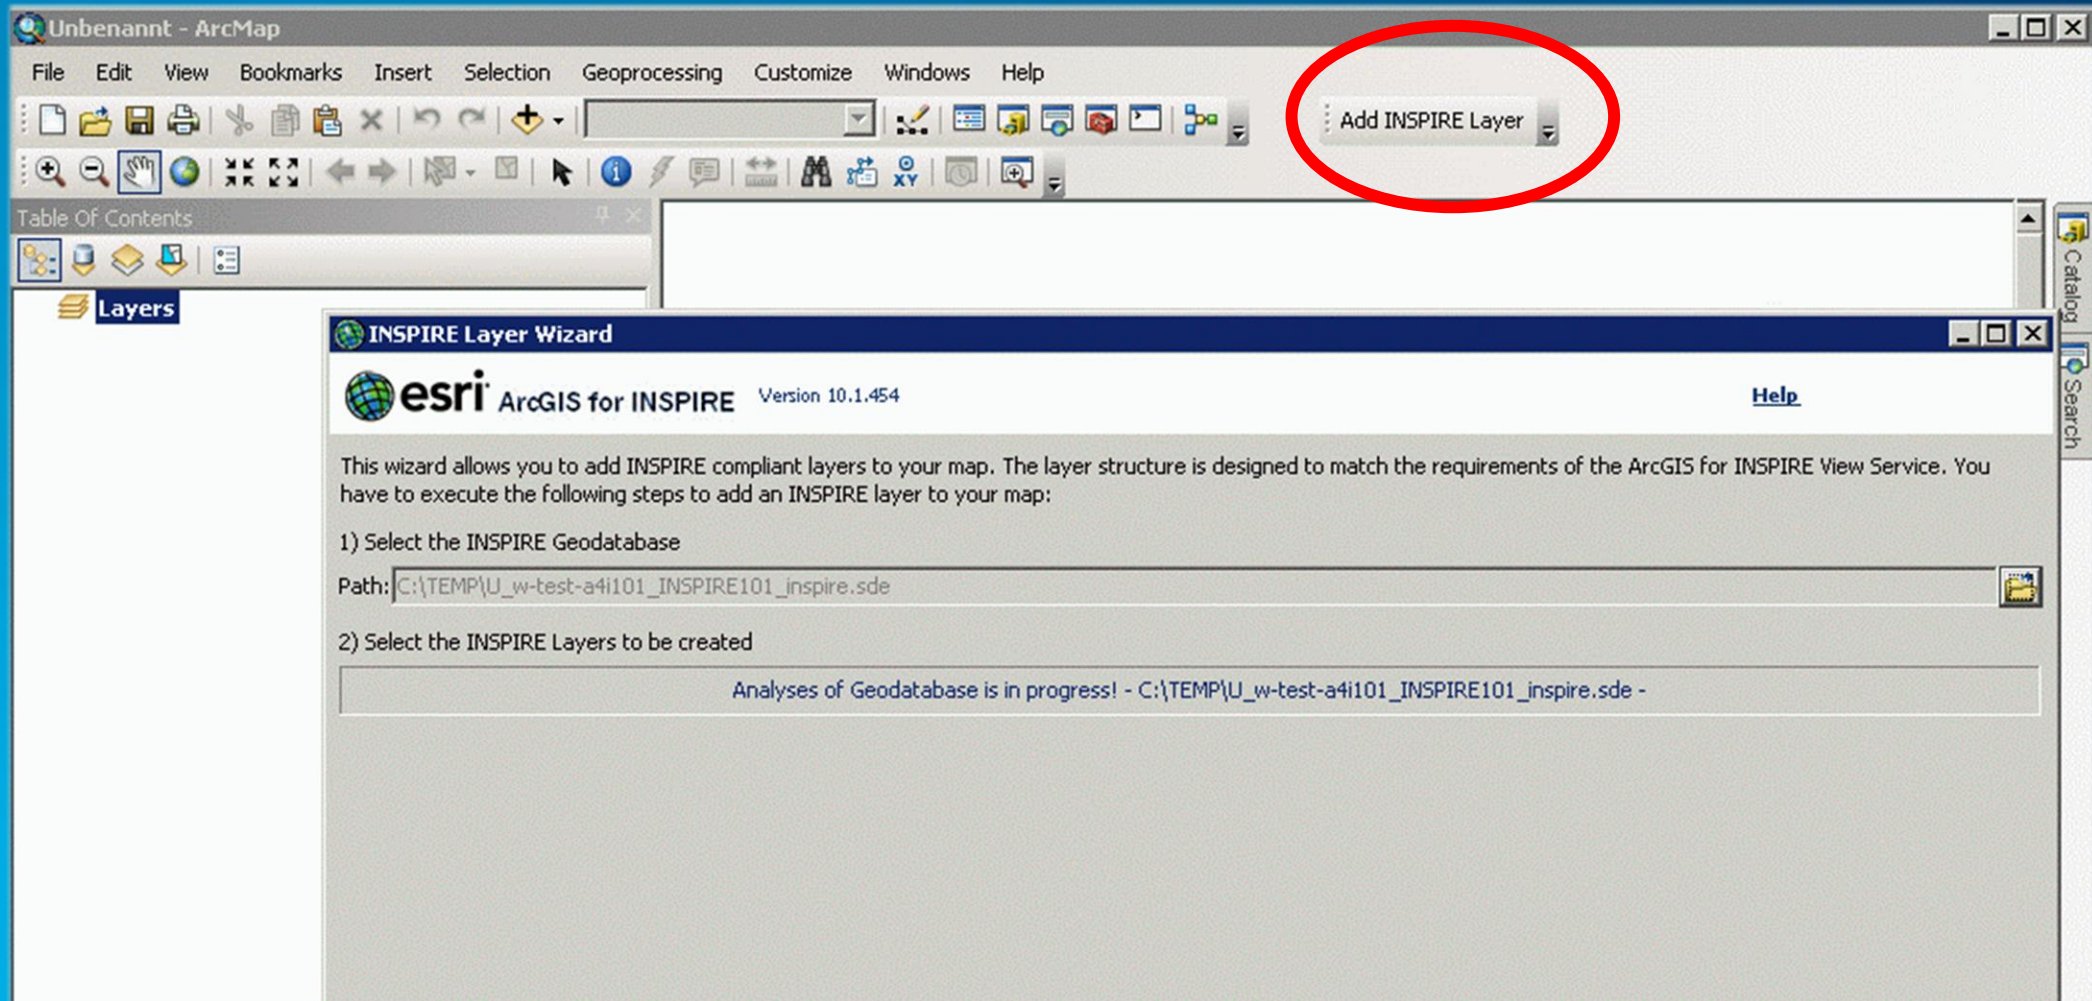 Unbenannt - ArcMap
File Edit View Bookmarks Insert Selection Geoprocessing Customize Windows Help
Add INSPIRE Layer
XY
Table Of Contents
Layers
Catalog
Search
INSPIRE Layer Wizard
esri ArcGIS for INSPIRE Version 10.1.454 Help
This wizard allows you to add INSPIRE compliant layers to your map. The layer structure is designed to match the requirements of the ArcGIS for INSPIRE View Service. You
have to execute the following steps to add an INSPIRE layer to your map:
1) Select the INSPIRE Geodatabase
Path: C:\TEMP\U_w-test-a4i101_INSPIRE101_inspire.sde
2) Select the INSPIRE Layers to be created
Analyses of Geodatabase is in progress! - C:\TEMP\U_w-test-a4i101_INSPIRE101_inspire.sde -